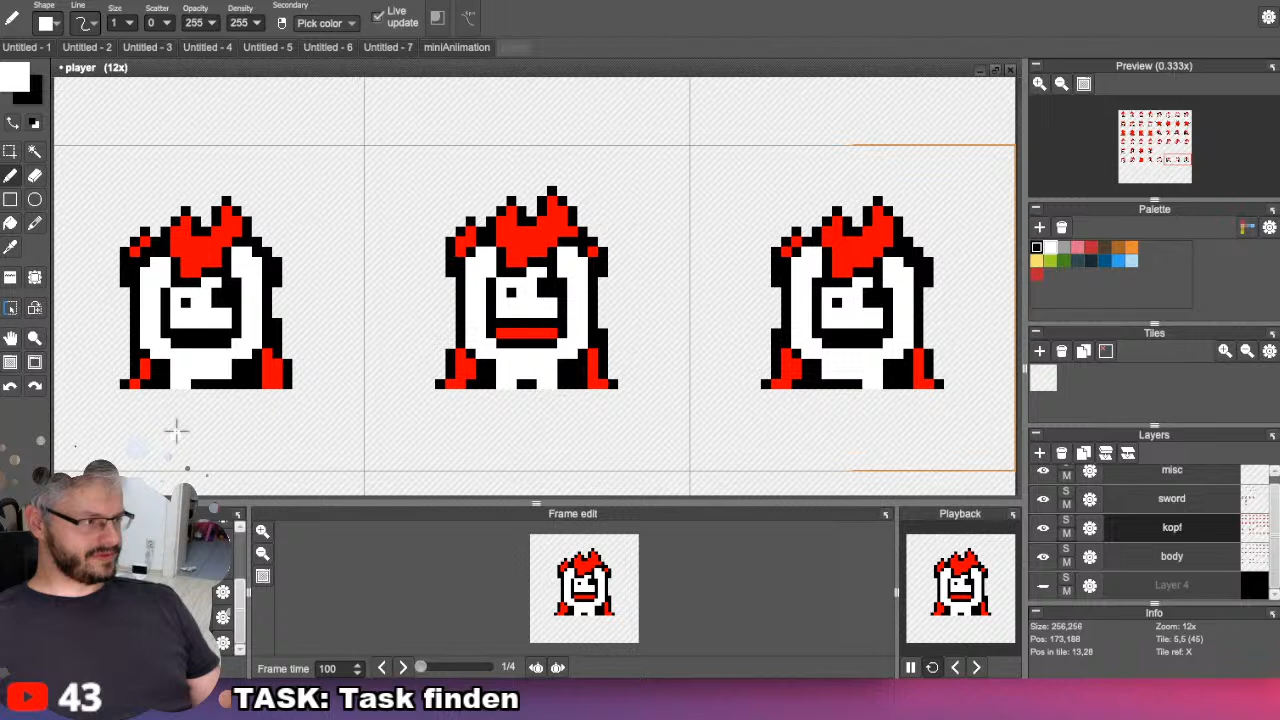 Shape Line Size Scatter Opacity Density Secondary
1 0 255 255 Pick color Live update
Untitled - 1 Untitled - 2 Untitled - 3 Untitled - 4 Untitled - 5 Untitled - 6 Untitled - 7 miniAniimation
• player (12x)
Preview (0.333x)
Palette
Tiles
Layers
S
M
misc
S
M
sword
S
M
kopf
S
M
body
S
M
Layer 4
Info
Size: 256,256 Zoom: 12x
Pos: 173,188 Tile: 5,5 (45)
Pos in tile: 13,28 Tile ref: X
Frame edit
Playback
Frame time 100 1/4
43 TASK: Task finden